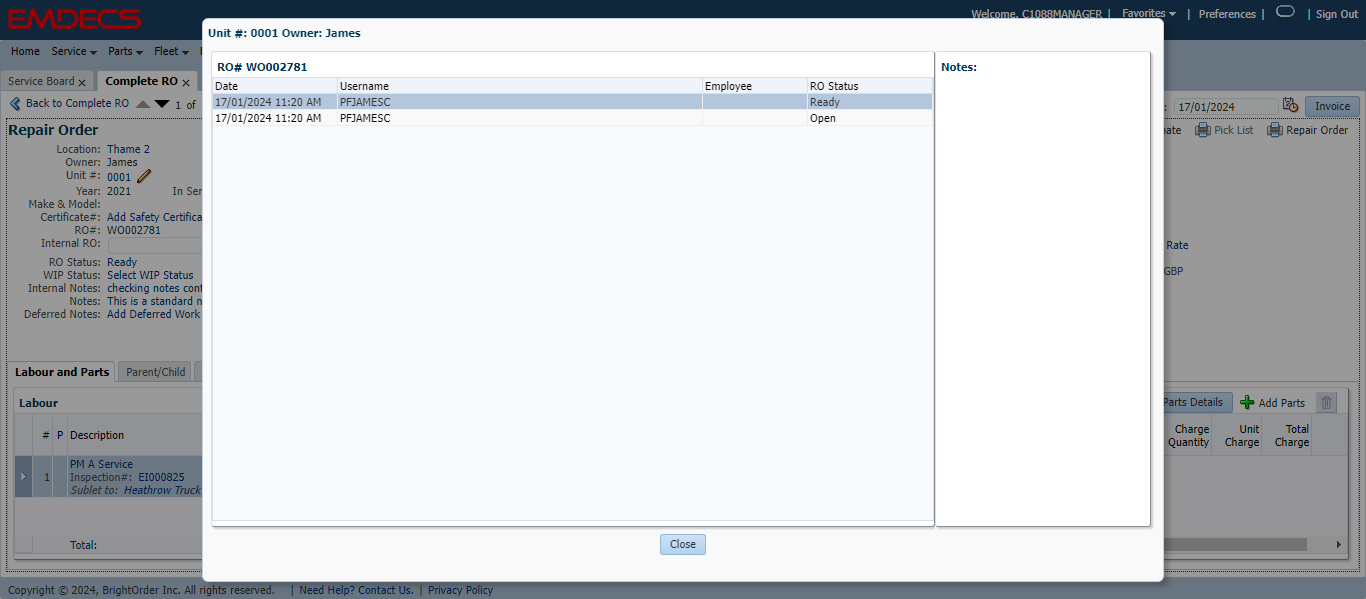 EMDECS
Welcome, C1088MANAGER | Favorites | Preferences | | Sign Out
Home Service Parts Fleet
Service Board x Complete RO x
Back to Complete RO 1 of
17/01/2024 Invoice
Pick List Repair Order
Repair Order
Location: Thame 2
Owner: James
Unit #: 0001
Year: 2021 In Ser
Make & Model:
Certificate#: Add Safety Certifica
RO#: WO002781
Internal RO:
RO Status: Ready
WIP Status: Select WIP Status
Internal Notes: checking notes cont
Notes: This is a standard n
Deferred Notes: Add Deferred Work
Rate
GBP
Labour and Parts Parent/Child
Labour
# P Description
1 PM A Service
Inspection#: EI000825
Sublet to: Heathrow Truck
Total:
Parts Details Add Parts
Charge Quantity Unit Charge Total Charge
Unit #: 0001 Owner: James
RO# WO002781
Date Username Employee RO Status
17/01/2024 11:20 AM PFJAMESC Ready
17/01/2024 11:20 AM PFJAMESC Open
Notes:
Close
Copyright © 2024, BrightOrder Inc. All rights reserved. | Need Help? Contact Us. | Privacy Policy